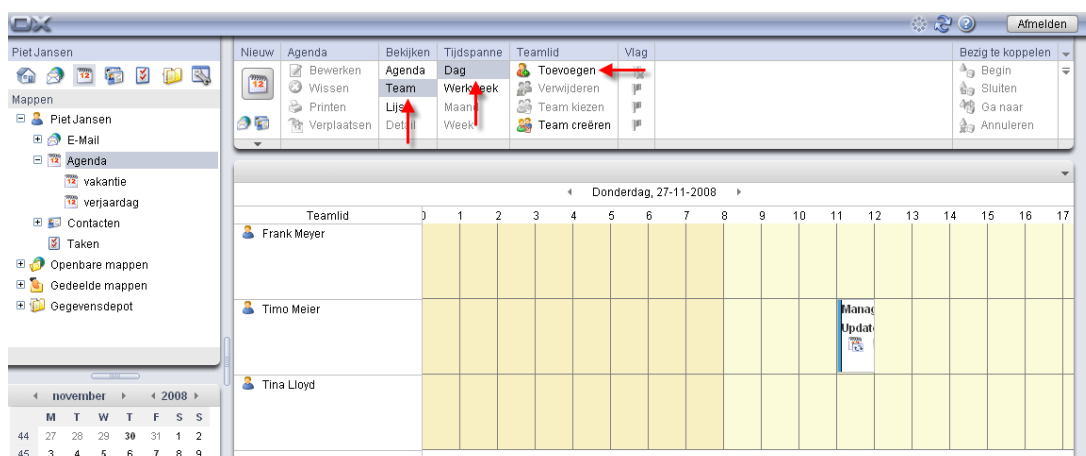 OX
Afmelden
Piet Jansen
Mappen
Piet Jansen
E-Mail
Agenda
vakantie
verjaardag
Contacten
Taken
Openbare mappen
Gedeelde mappen
Gegevensdepot
november 2008
M T W T F S S
44 27 28 29 30 31 1 2
45 3 4 5 6 7 8 9
Nieuw Agenda Bekijken Tijdspanne Teamlid Vlag Bezig te koppelen
Bewerken Agenda Dag Toevoegen Begin
Wissen Team Werkweek Verwijderen Sluiten
Printen Lijst Maand Team kiezen Ga naar
Verplaatsen Detail Week Team creëren Annuleren
Donderdag, 27-11-2008
Teamlid 1 2 3 4 5 6 7 8 9 10 11 12 13 14 15 16 17
Frank Meyer
Timo Meier
Manag
Updat
Tina Lloyd